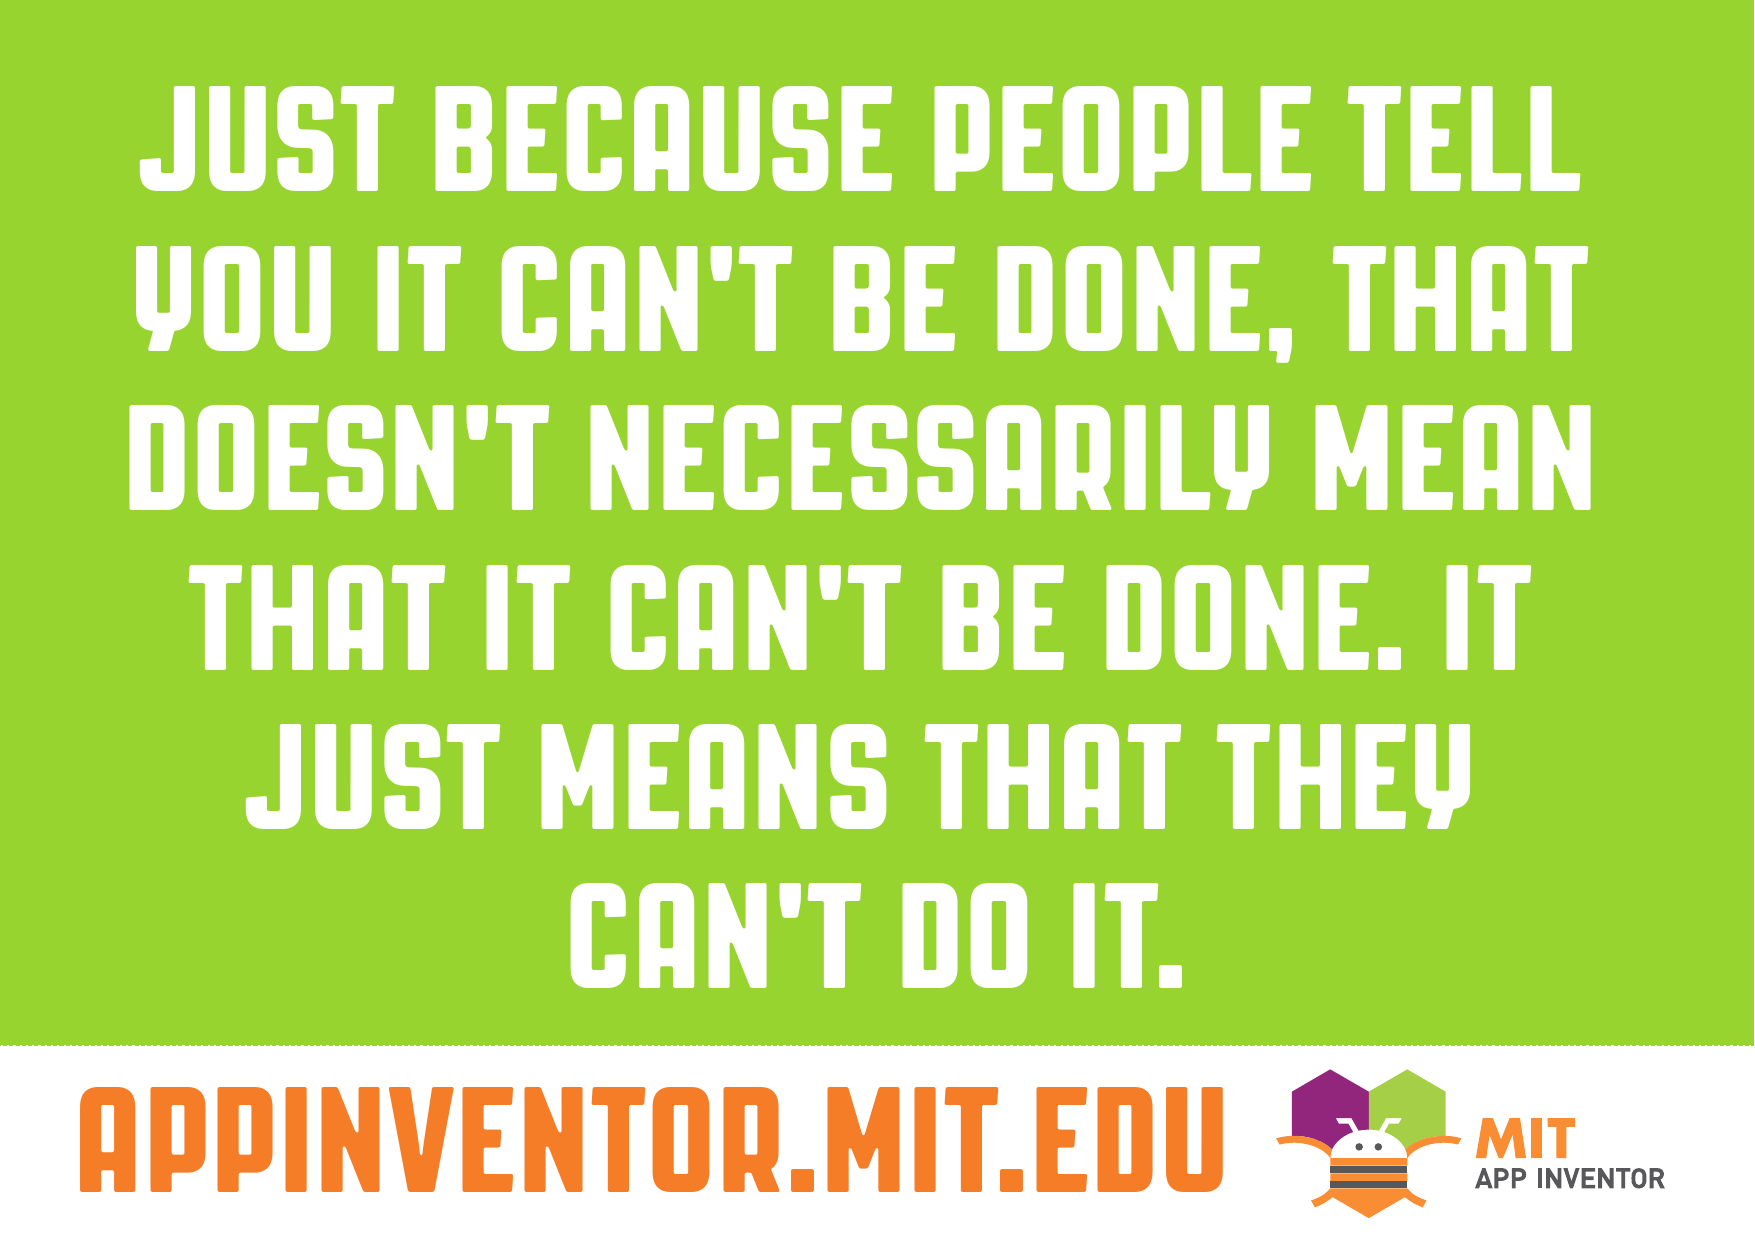 JUST BECAUSE PEOPLE TELL
YOU IT CAN'T BE DONE, THAT
DOESN'T NECESSARILY MEAN
THAT IT CAN'T BE DONE. IT
JUST MEANS THAT THEY
CAN'T DO IT.
APPINVENTOR.MIT.EDU
MIT
APP INVENTOR